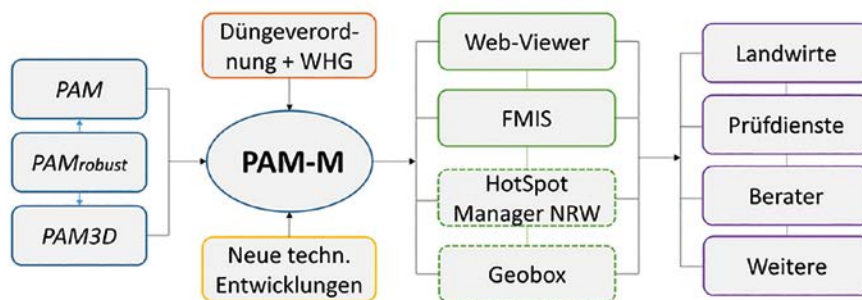 PAM
PAMrobust
PAM3D
Düngeverord-
nung + WHG
PAM-M
Neue techn.
Entwicklungen
Web-Viewer
FMIS
HotSpot
Manager NRW
Geobox
Landwirte
Prüfdienste
Berater
Weitere